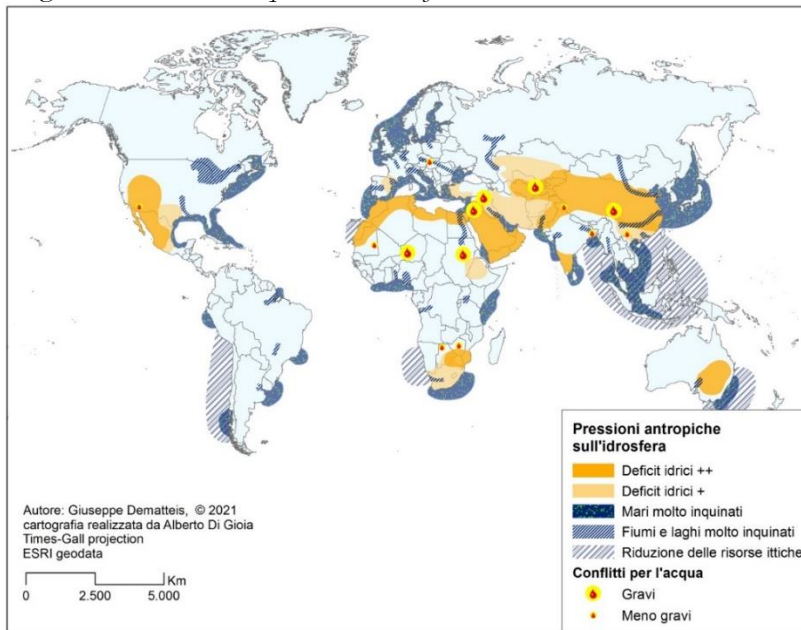 Pressioni antropiche
sull'idrosfera
Deficit idrici ++
Deficit idrici +
Mari molto inquinati
Fiumi e laghi molto inquinati
Riduzione delle risorse ittiche
Conflitti per l'acqua
Gravi
Meno gravi
Autore: Giuseppe Dematteis, © 2021
cartografia realizzata da Alberto Di Gioia
Times-Gall projection
ESRI geodata
Km
0 2.500 5.000